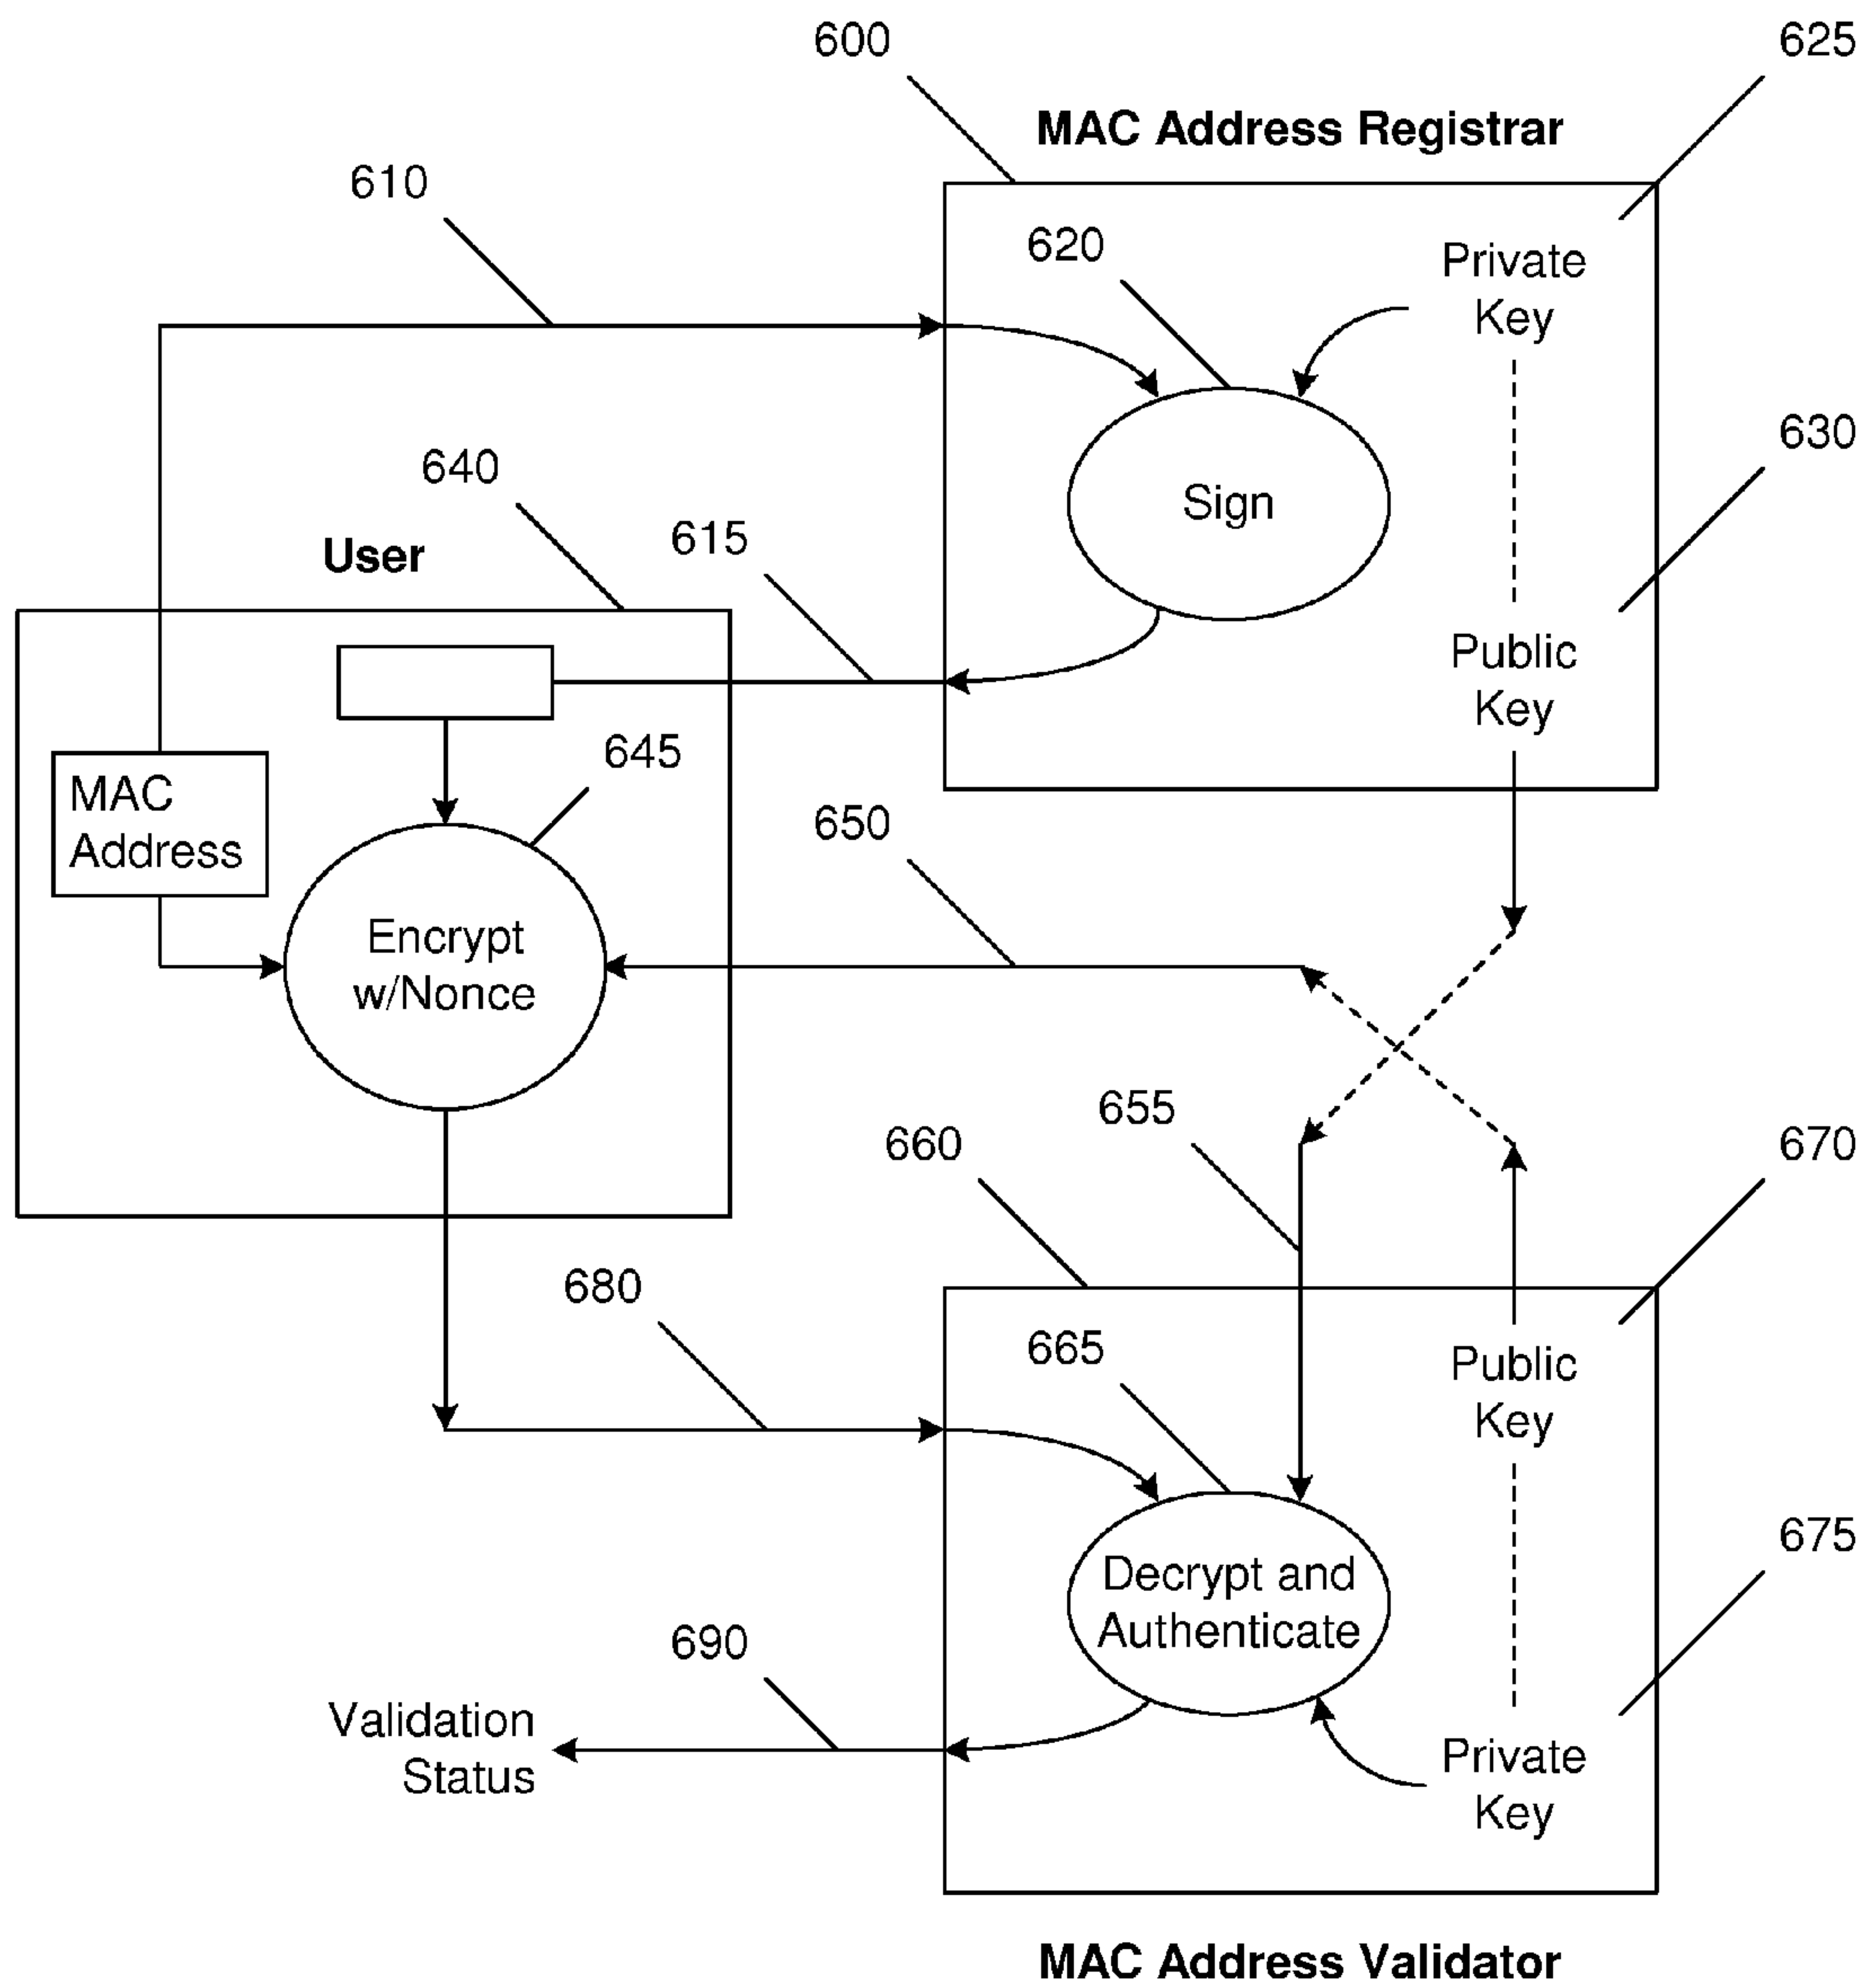 600
625
MAC Address Registrar
610
620
Private
Key
630
640
Sign
615
User
Public
Key
645
MAC
Address
650
Encrypt
w/Nonce
655
660
670
680
665
Public
Key
675
Decrypt and
Authenticate
690
Validation
Status
Private
Key
MAC Address Validator